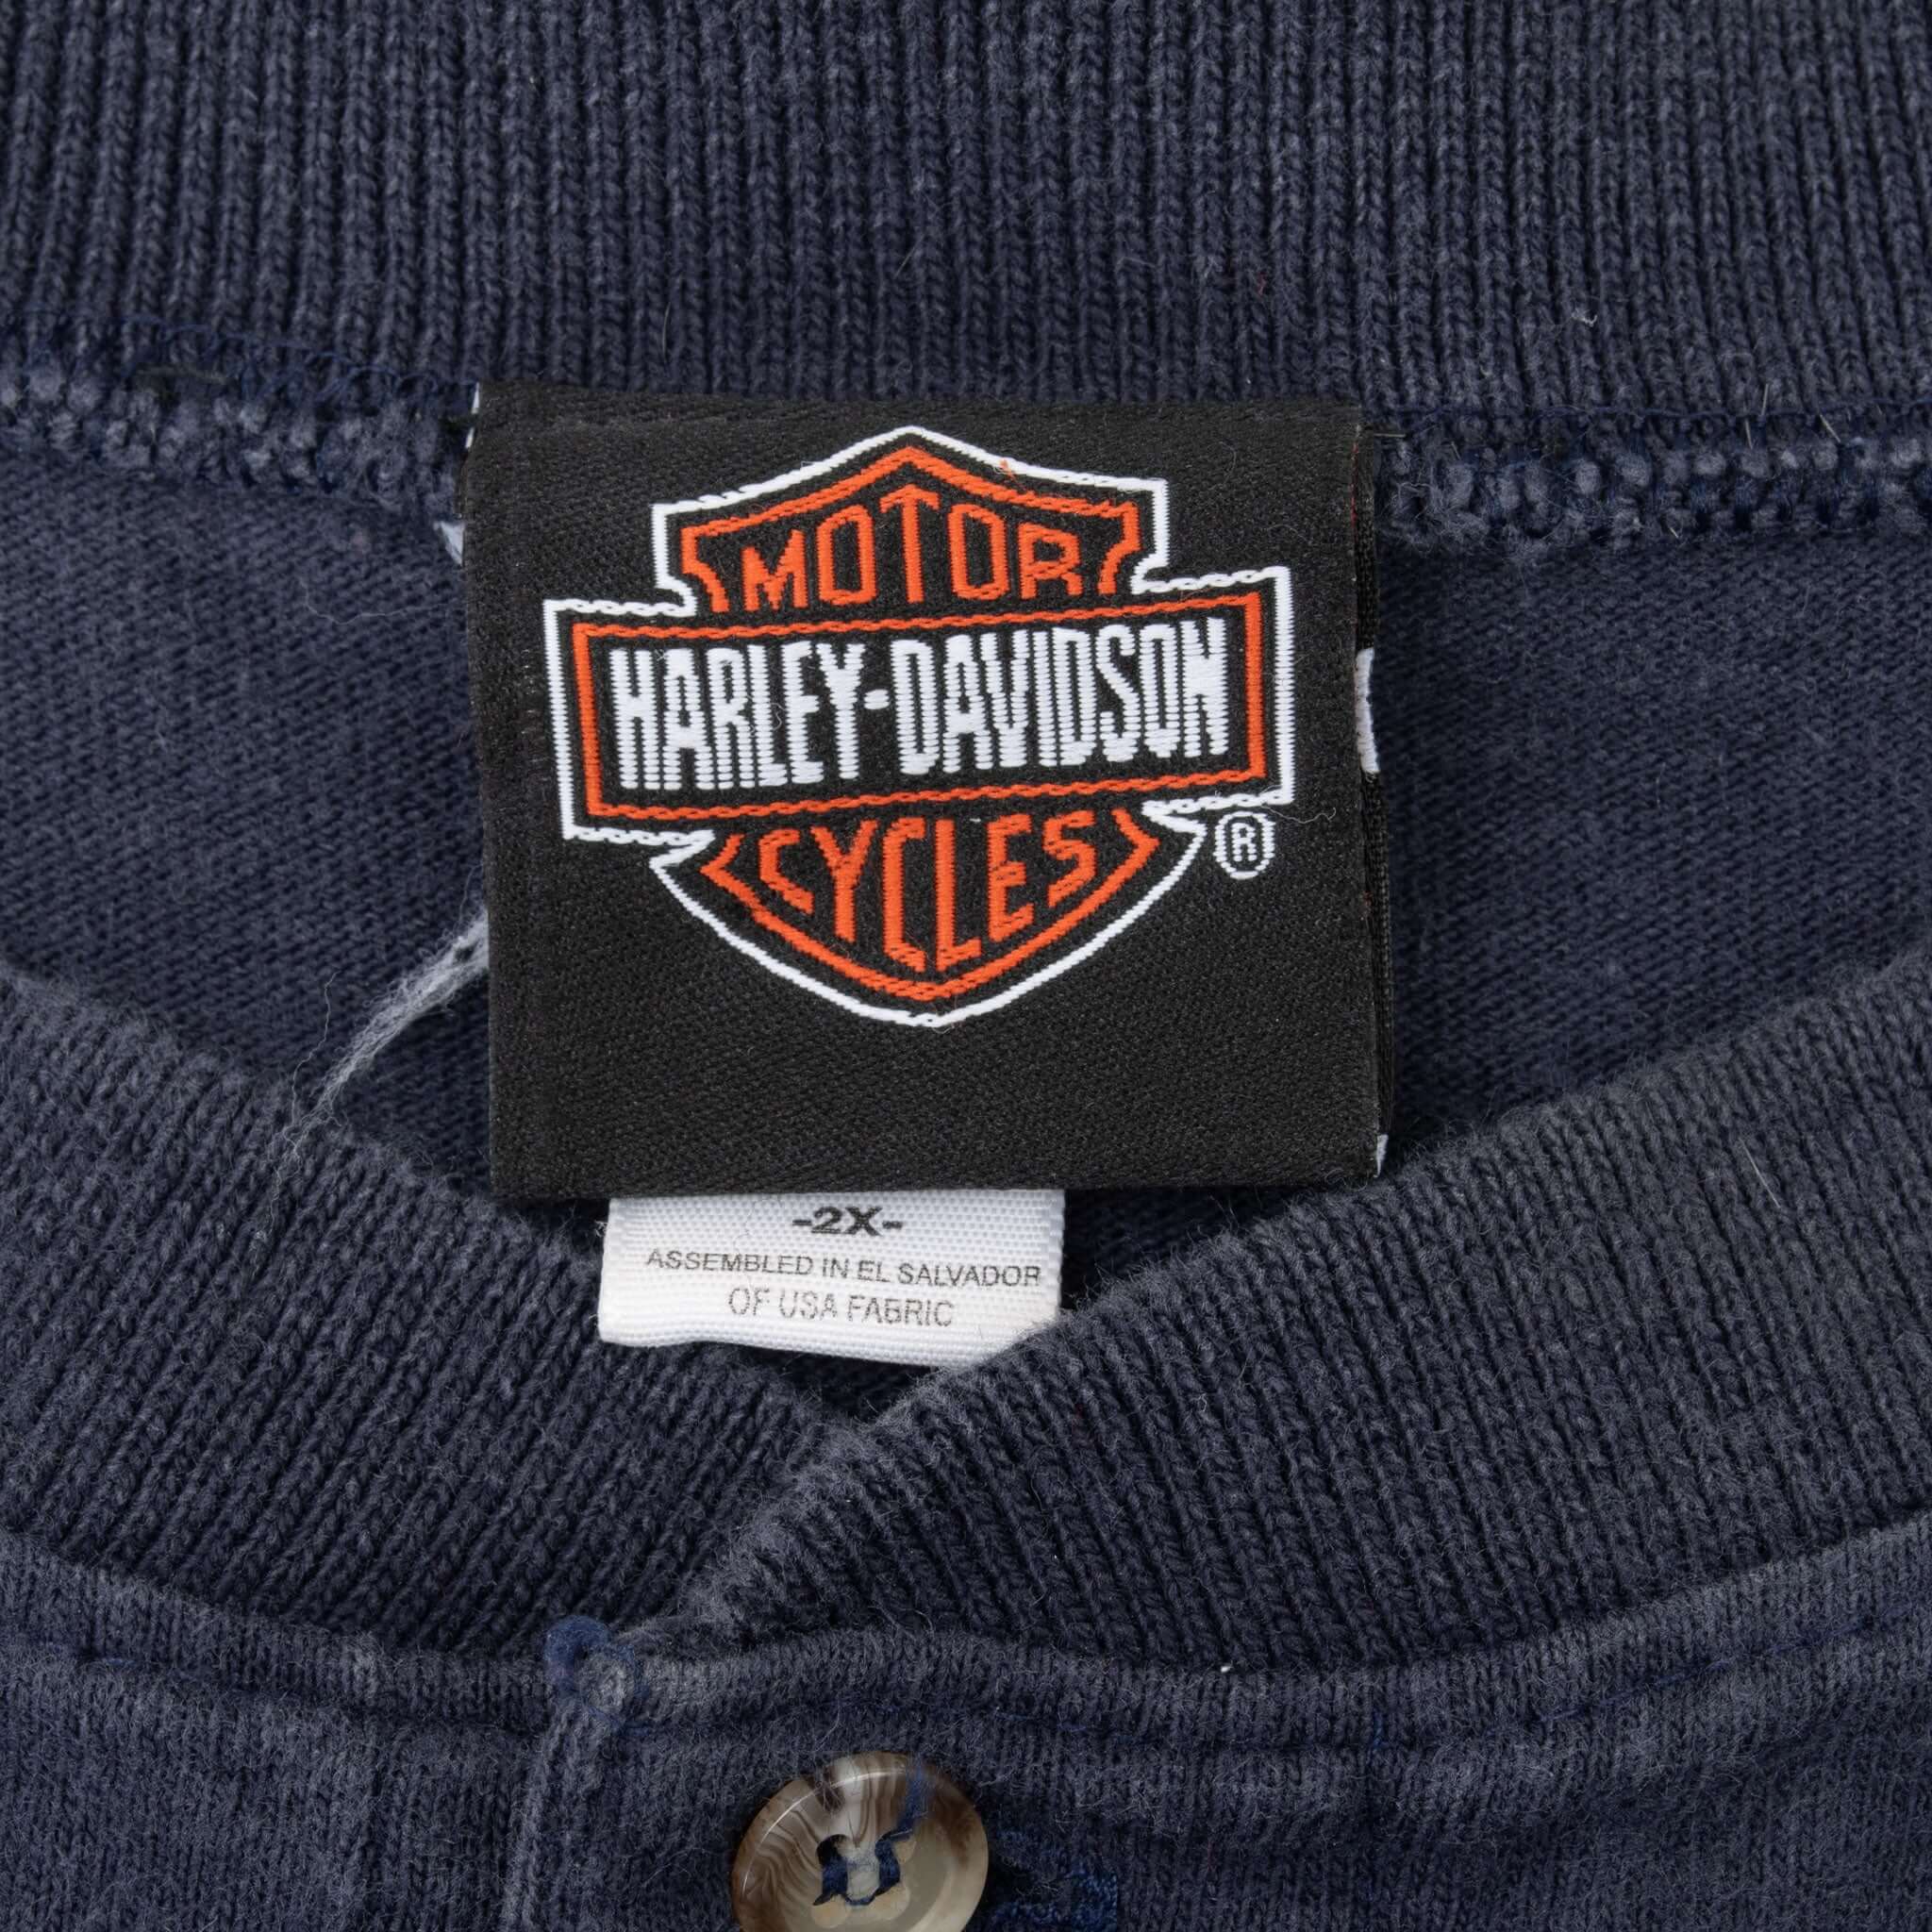 MOTOR
HARLEY-DAVIDSON
CYCLES
®
-2X-
ASSEMBLED IN EL SALVADOR
OF USA FABRIC